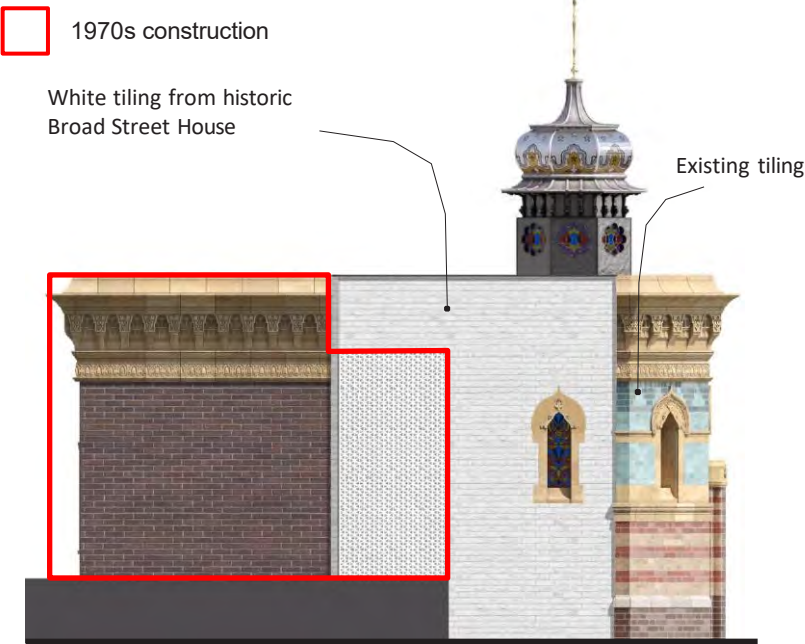 1970s construction
White tiling from historic
Broad Street House
Existing tiling